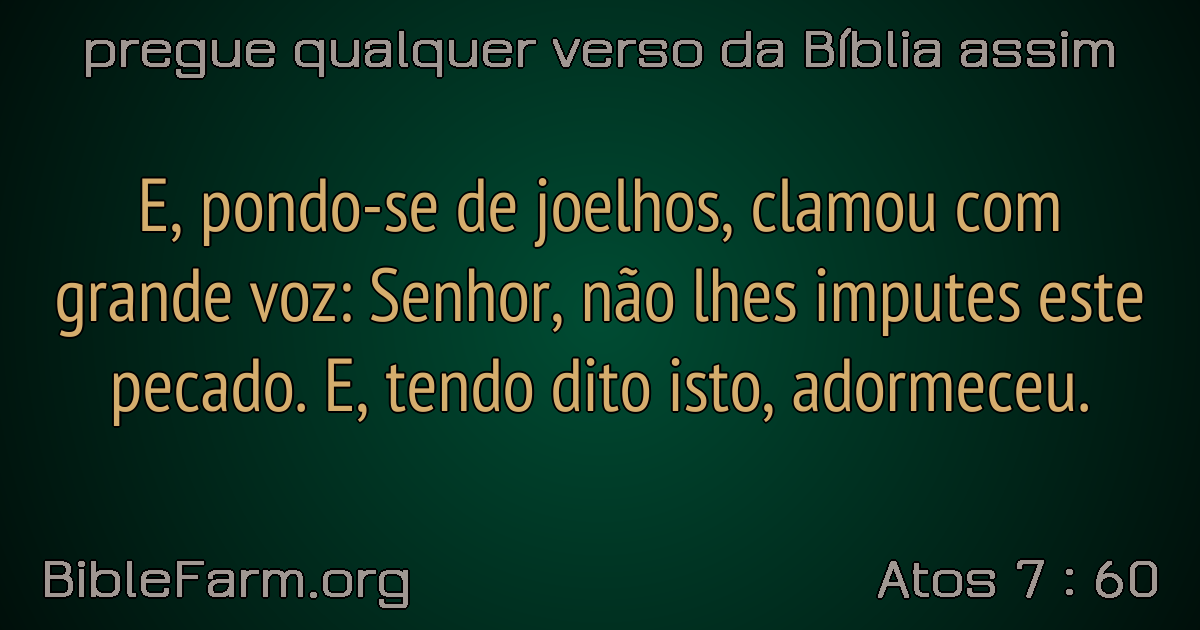 pregue qualquer verso da Bíblia assim
E, pondo-se de joelhos, clamou com
grande voz: Senhor, não lhes imputes este
pecado. E, tendo dito isto, adormeceu.
BibleFarm.org
Atos 7 : 60